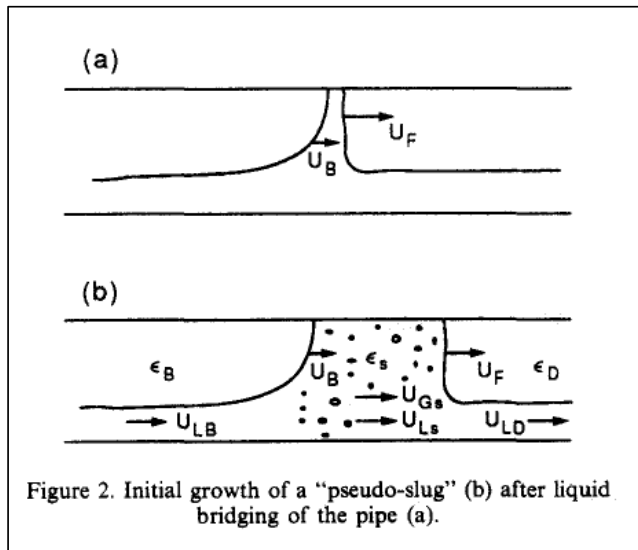 (a)
U_F
U_B
(b)
ϵ_B
U_B
ϵ_s
U_F
ϵ_D
U_Gs
U_LB
U_Ls
U_LD
Figure 2. Initial growth of a "pseudo-slug" (b) after liquid
bridging of the pipe (a).